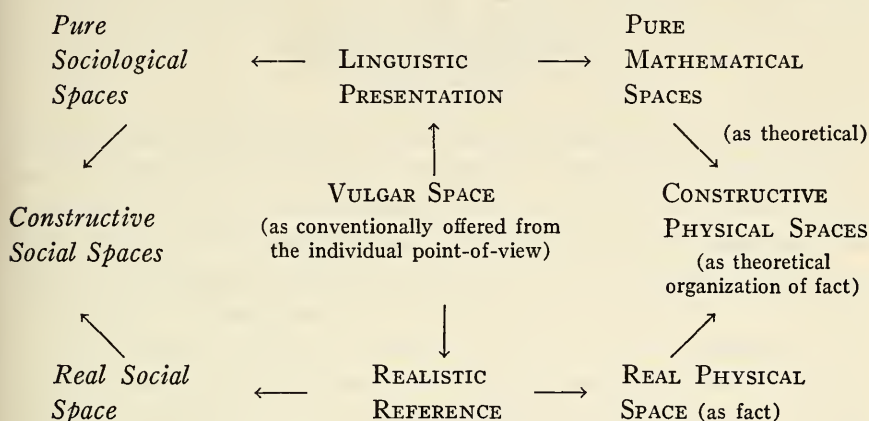 Pure
Sociological
Spaces
LINGUISTIC
PRESENTATION
PURE
MATHEMATICAL
SPACES
(as theoretical)
Constructive
Social Spaces
VULGAR SPACE
(as conventionally offered from
the individual point-of-view)
CONSTRUCTIVE
PHYSICAL SPACES
(as theoretical
organization of fact)
Real Social
Space
REALISTIC
REFERENCE
REAL PHYSICAL
SPACE (as fact)